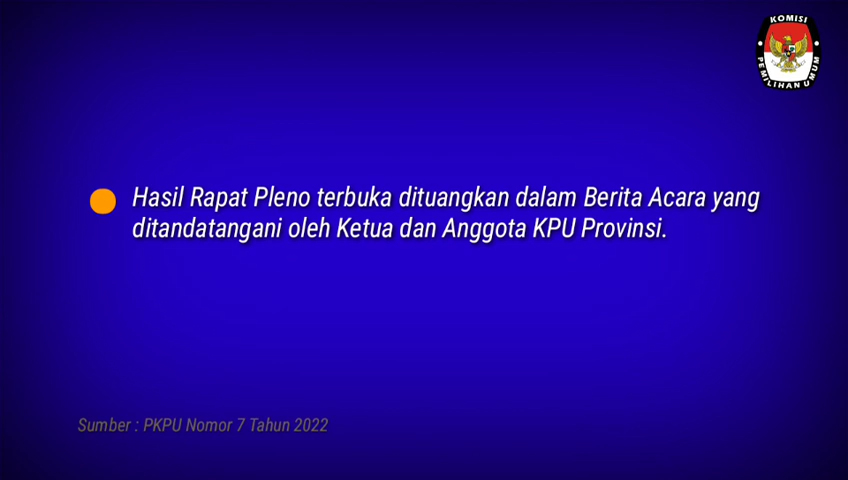 KOMISI
PEMILIHAN UMUM
Hasil Rapat Pleno terbuka dituangkan dalam Berita Acara yang
ditandatangani oleh Ketua dan Anggota KPU Provinsi.
Sumber : PKPU Nomor 7 Tahun 2022